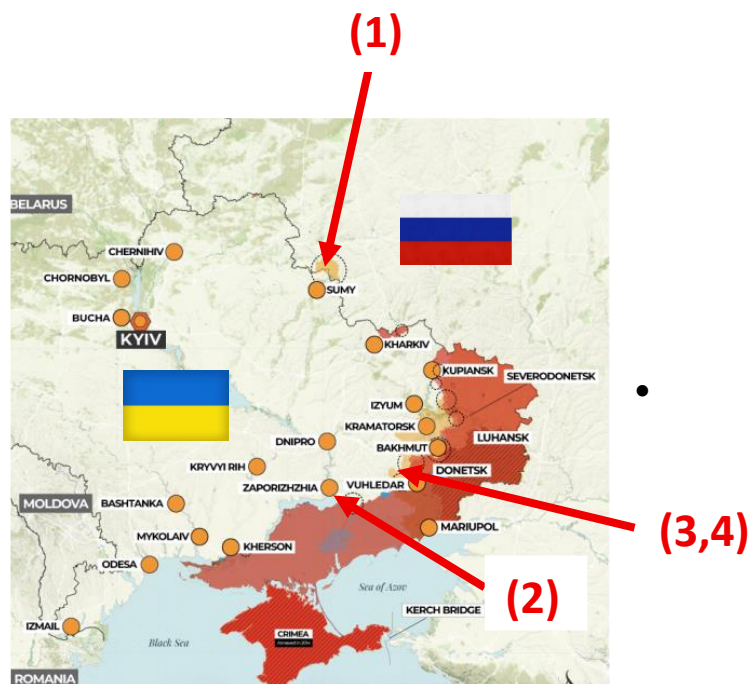 (1)
BELARUS
CHERNIHIV
CHORNOBYL
SUMY
BUCHA
KYIV
KHARKIV
KUPIANSK
SEVERODONETSK
IZYUM
KRAMATORSK
LUHANSK
DNIPRO
BAKHMUT
KRYVYI RIH
DONETSK
ZAPORIZHZHIA
VUHLEDAR
MOLDOVA
BASHTANKA
(3,4)
MARIUPOL
MYKOLAIV
KHERSON
ODESA
Sea of Azov
(2)
KERCH BRIDGE
IZMAIL
Black Sea
CRIMEA
ROMANIA